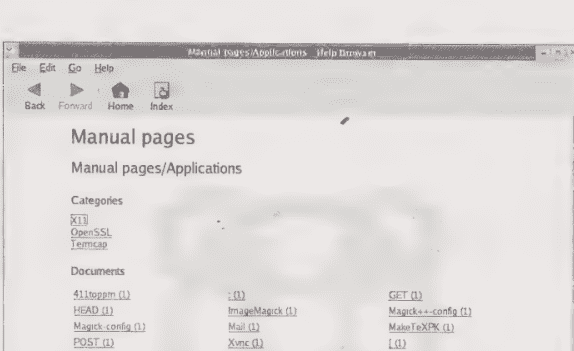 Manual pages/Applications Help Browser
File Edit Go Help
Back Forward Home Index
Manual pages
Manual pages/Applications
Categories
X11
OpenSSL
Termcap
Documents
411toppm (1) : (1) GET (1)
HEAD (1) ImageMagick (1) Magick++-config (1)
Magick-config (1) Mail (1) MakeTeXPK (1)
POST (1) Xvnc (1) [ (1)